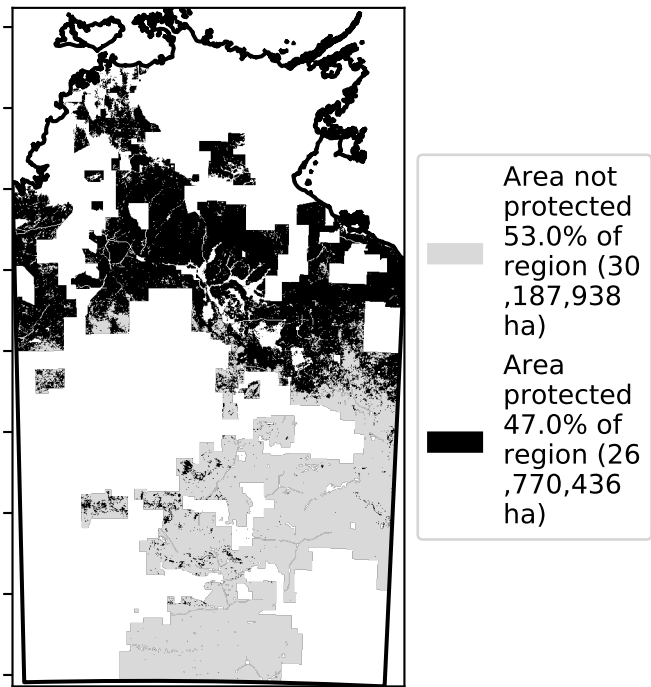 Area not
protected
53.0% of
region (30
,187,938
ha)
Area
protected
47.0% of
region (26
,770,436
ha)